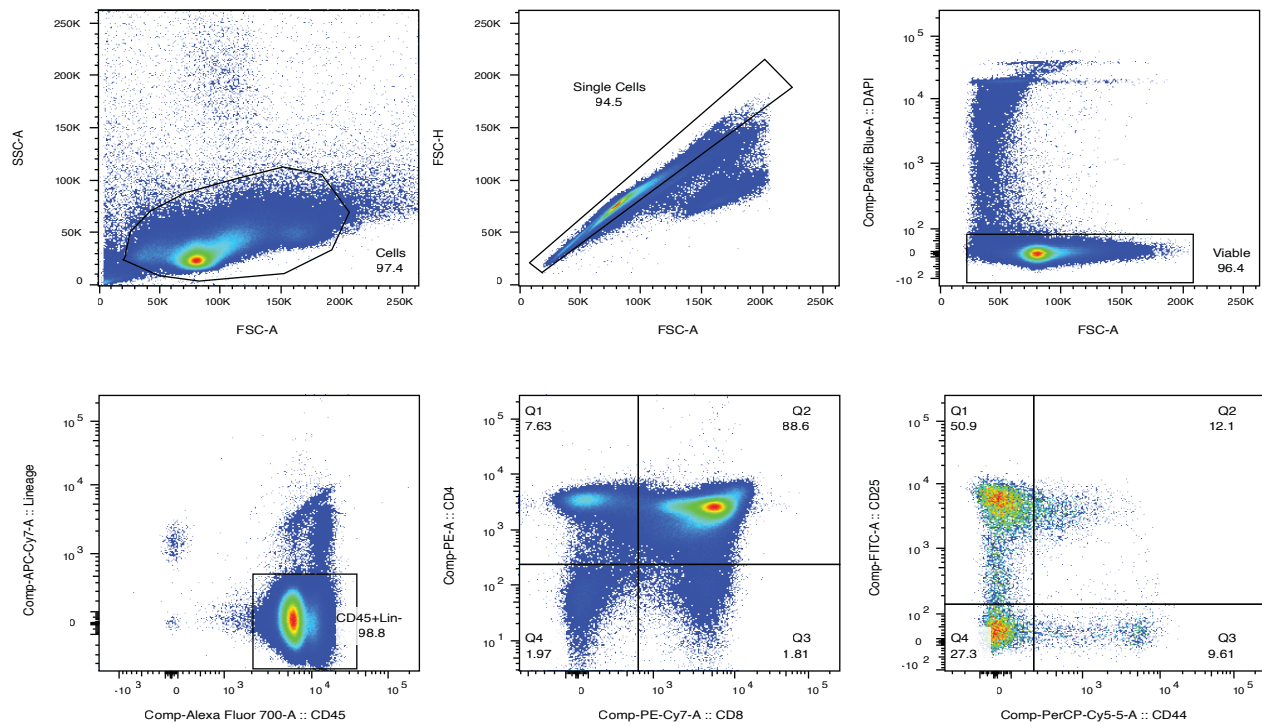 250K
200K
150K
100K
50K
0
SSC-A
Cells
97.4
0
50K
100K
150K
200K
250K
FSC-A
250K
200K
150K
100K
50K
0
FSC-H
Single Cells
94.5
0
50K
100K
150K
200K
250K
FSC-A
10 5
10 4
10 3
10 2
0
-10 2
Comp-Pacific Blue-A :: DAPI
Viable
96.4
0
50K
100K
150K
200K
250K
FSC-A
10 5
10 4
10 3
0
Comp-APC-Cy7-A :: Lineage
CD45+Lin-
98.8
-10 3
0
10 3
10 4
10 5
Comp-Alexa Fluor 700-A :: CD45
10 5
10 4
10 3
10 2
10 1
Comp-PE-A :: CD4
Q1
7.63
Q2
88.6
Q4
1.97
Q3
1.81
0
10 3
10 4
10 5
Comp-PE-Cy7-A :: CD8
10 5
10 4
10 3
10 2
0
-10 2
Comp-FITC-A :: CD25
Q1
50.9
Q2
12.1
Q4
27.3
Q3
9.61
0
10 3
10 4
10 5
Comp-PerCP-Cy5-5-A :: CD44